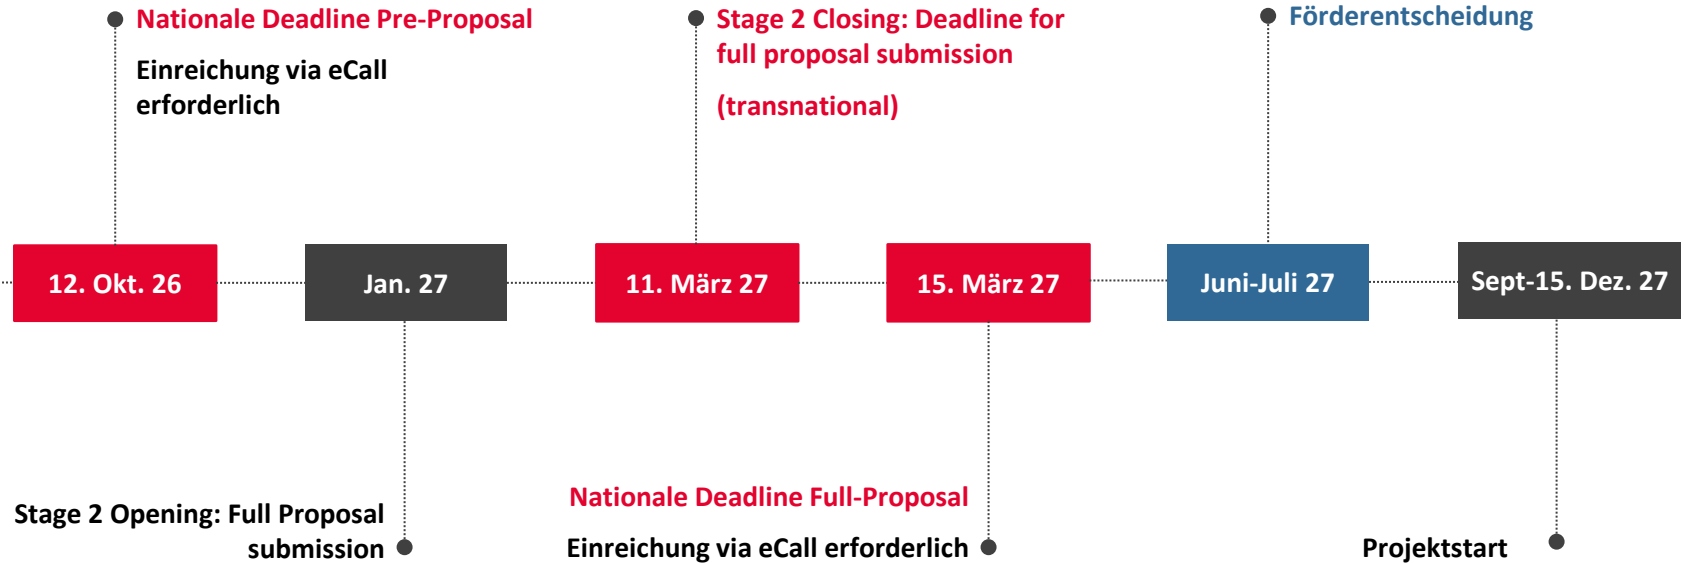 Nationale Deadline Pre-Proposal
Einreichung via eCall
erforderlich
Stage 2 Closing: Deadline for
full proposal submission
(transnational)
Förderentscheidung
12. Okt. 26
Jan. 27
11. März 27
15. März 27
Juni-Juli 27
Sept-15. Dez. 27
Stage 2 Opening: Full Proposal
submission
Nationale Deadline Full-Proposal
Einreichung via eCall erforderlich
Projektstart